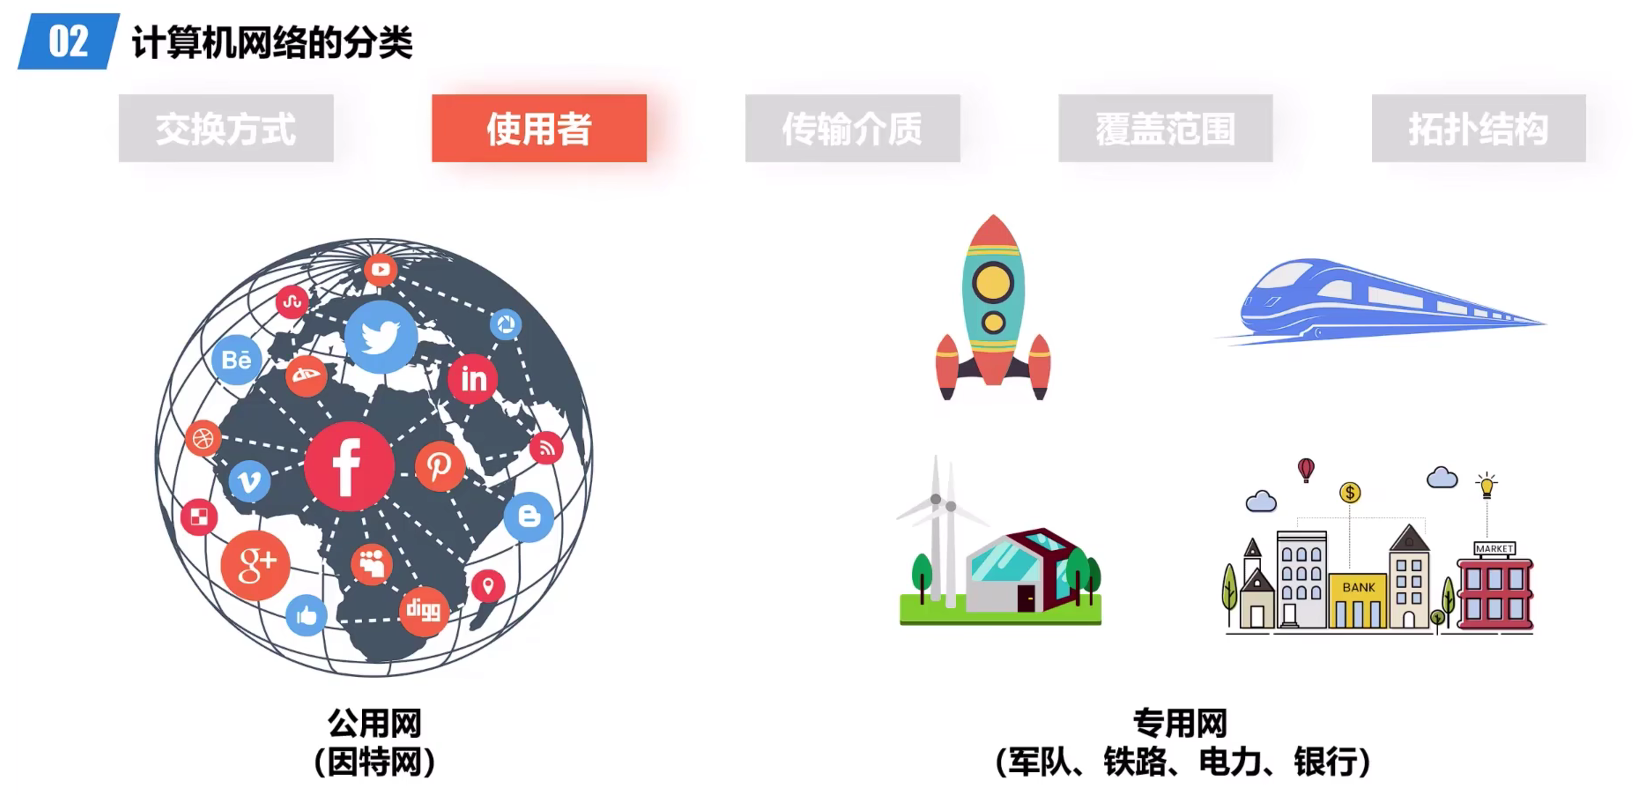 02 计算机网络的分类
交换方式 使用者 传输介质 覆盖范围 拓扑结构
Bē
in
f
g+
digg
$
MARKET
BANK
公用网
（因特网）
专用网
（军队、铁路、电力、银行）